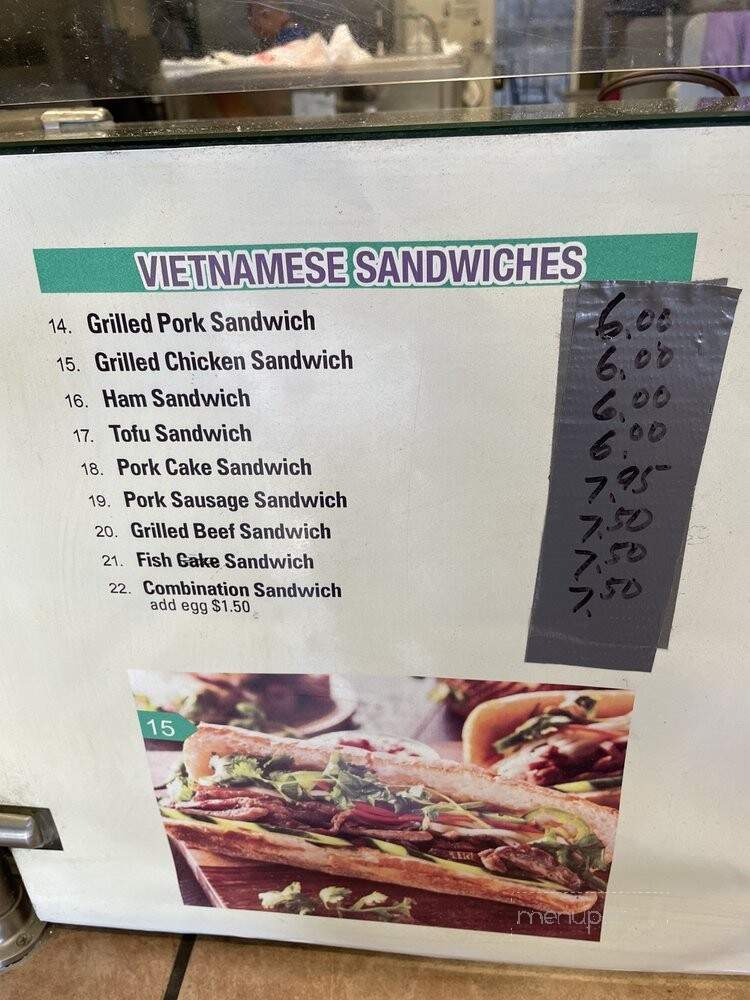 VIETNAMESE SANDWICHES
14. Grilled Pork Sandwich 6.00
15. Grilled Chicken Sandwich 6.00
16. Ham Sandwich 6.00
17. Tofu Sandwich 6.00
18. Pork Cake Sandwich 7.95
19. Pork Sausage Sandwich 7.50
20. Grilled Beef Sandwich 7.50
21. Fish Cake Sandwich 7.50
22. Combination Sandwich
add egg $1.50
15
menupix